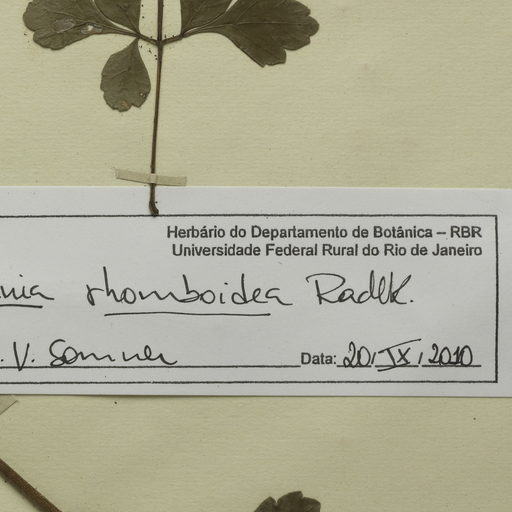 Herbário do Departamento de Botânica – RBR
Universidade Federal Rural do Rio de Janeiro
nia rhomboidea Radlk.
. V. Sommer Data: 20/IX/2010